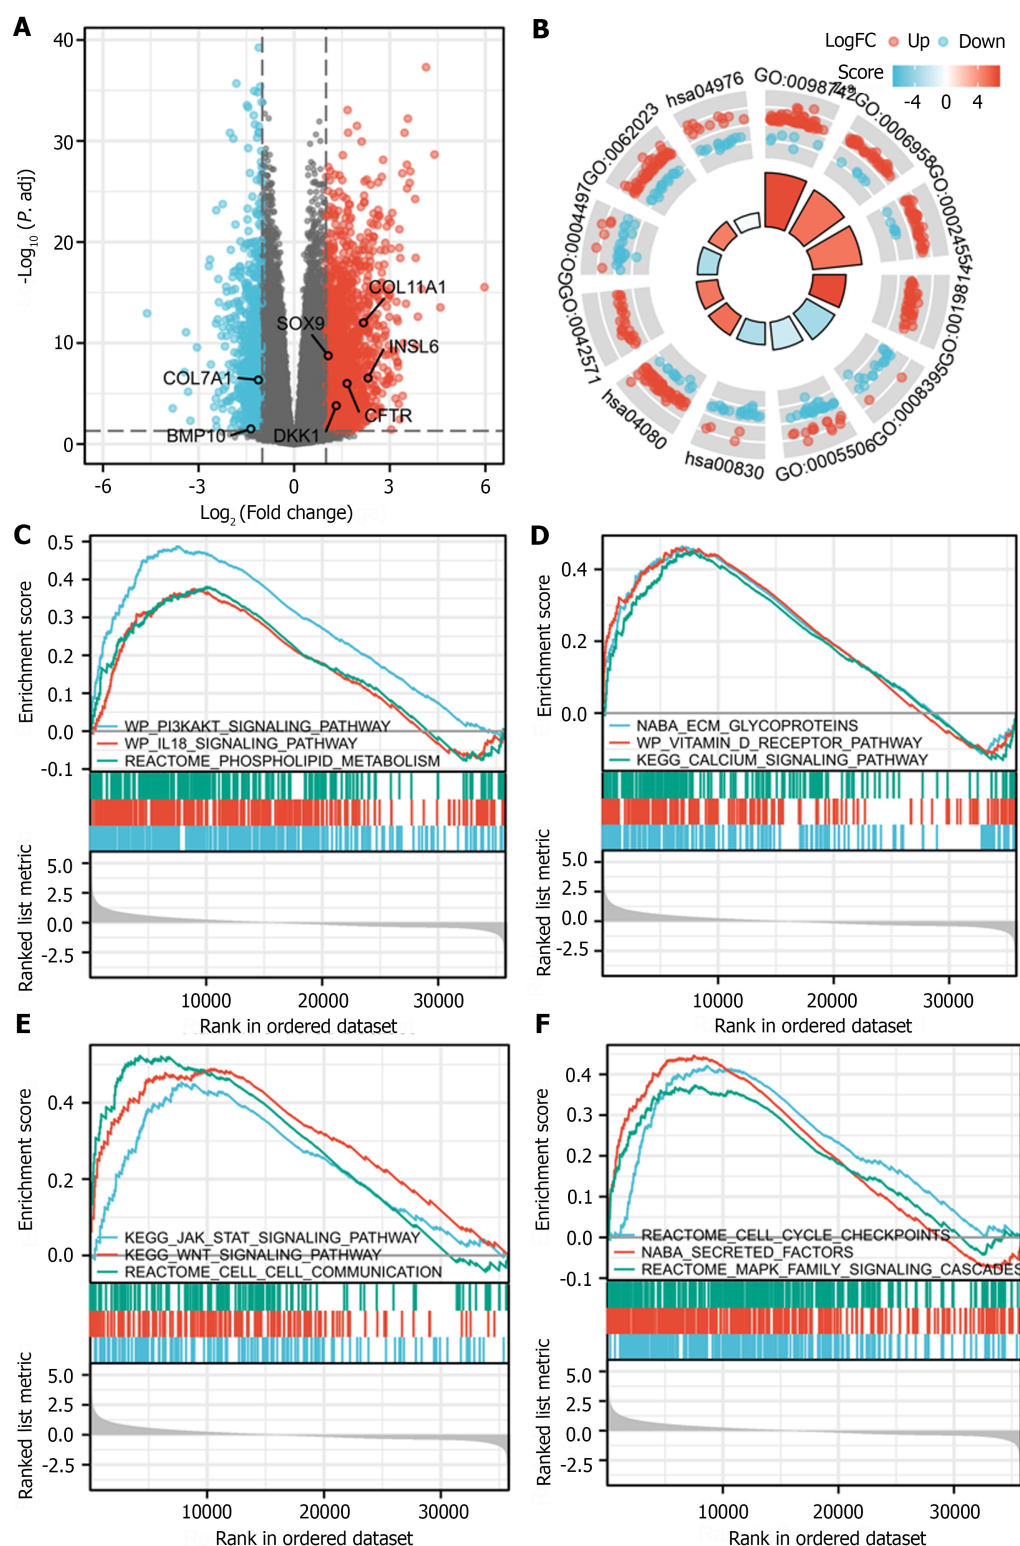 A
40
30
20
10
0
-Log10 (P. adj)
COL11A1
SOX9
INSL6
COL7A1
CFTR
BMP10
DKK1
-6 -3 0 3 6
Log2 (Fold change)
B
LogFC Up Down
Score
-4 0 4
hsa04976
GO:0098742
GO:0006958
GO:0002455
GO:0019814
GO:0008395
GO:0005506
hsa00830
hsa04080
GO:0042571
GO:0004497
GO:0062023
C
Enrichment score
0.5
0.4
0.3
0.2
0.1
0.0
-0.1
WP_PI3KAKT_SIGNALING_PATHWAY
WP_IL18_SIGNALING_PATHWAY
REACTOME_PHOSPHOLIPID_METABOLISM
Ranked list metric
5.0
2.5
0.0
-2.5
10000 20000 30000
Rank in ordered dataset
D
Enrichment score
0.4
0.2
0.0
NABA_ECM_GLYCOPROTEINS
WP_VITAMIN_D_RECEPTOR_PATHWAY
KEGG_CALCIUM_SIGNALING_PATHWAY
Ranked list metric
5.0
2.5
0.0
-2.5
10000 20000 30000
Rank in ordered dataset
E
Enrichment score
0.4
0.2
0.0
KEGG_JAK_STAT_SIGNALING_PATHWAY
KEGG_WNT_SIGNALING_PATHWAY
REACTOME_CELL_CELL_COMMUNICATION
Ranked list metric
5.0
2.5
0.0
-2.5
10000 20000 30000
Rank in ordered dataset
F
Enrichment score
0.4
0.3
0.2
0.1
0.0
-0.1
REACTOME_CELL_CYCLE_CHECKPOINTS
NABA_SECRETED_FACTORS
REACTOME_MAPK_FAMILY_SIGNALING_CASCADES
Ranked list metric
5.0
2.5
0.0
-2.5
10000 20000 30000
Rank in ordered dataset